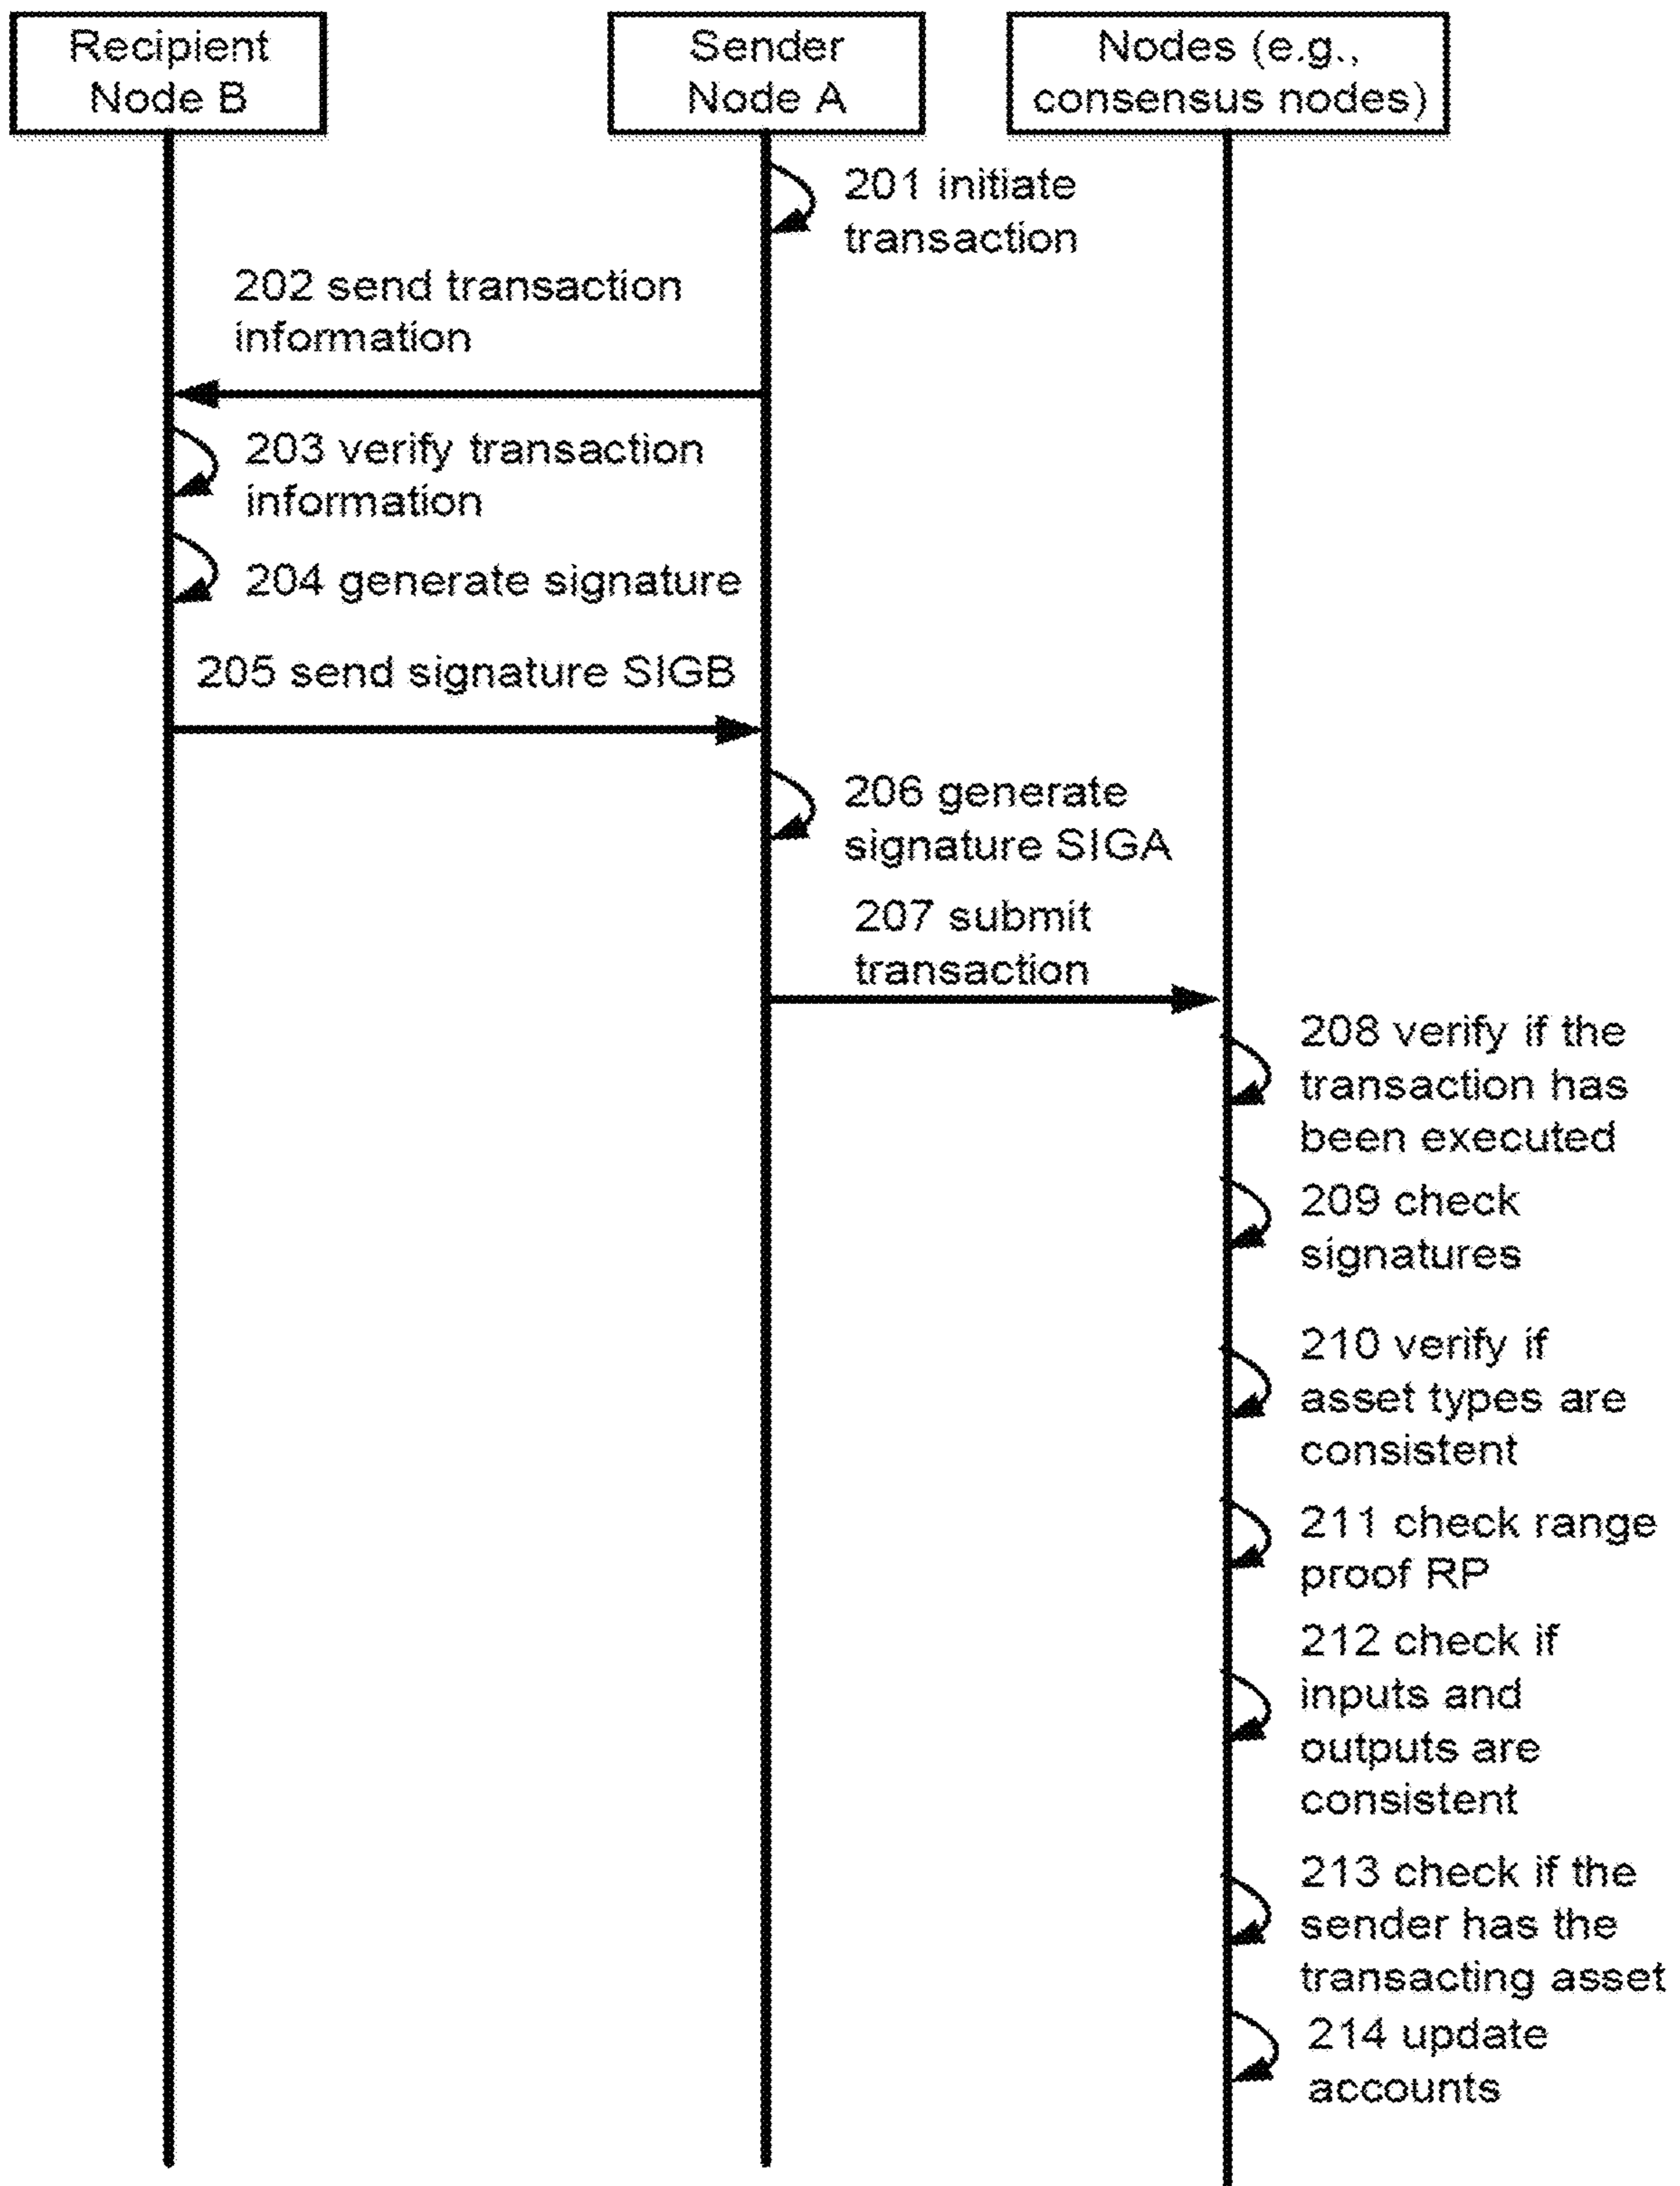 Recipient
Node B
Sender
Node A
Nodes (e.g.,
consensus nodes)
201 initiate
transaction
202 send transaction
information
203 verify transaction
information
204 generate signature
205 send signature SIGB
206 generate
signature SIGA
207 submit
transaction
208 verify if the
transaction has
been executed
209 check
signatures
210 verify if
asset types are
consistent
211 check range
proof RP
212 check if
inputs and
outputs are
consistent
213 check if the
sender has the
transacting asset
214 update
accounts